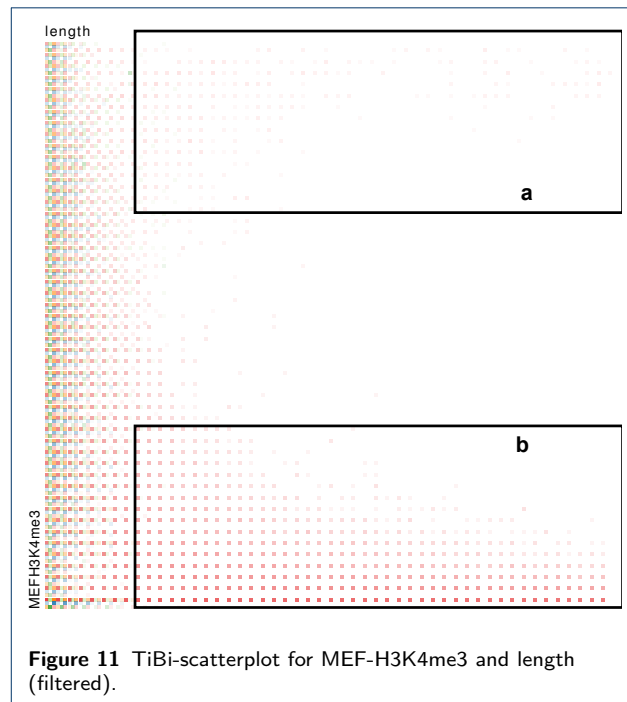 length
a
b
MEFH3K4me3
Figure 11 TiBi-scatterplot for MEF-H3K4me3 and length
(filtered).